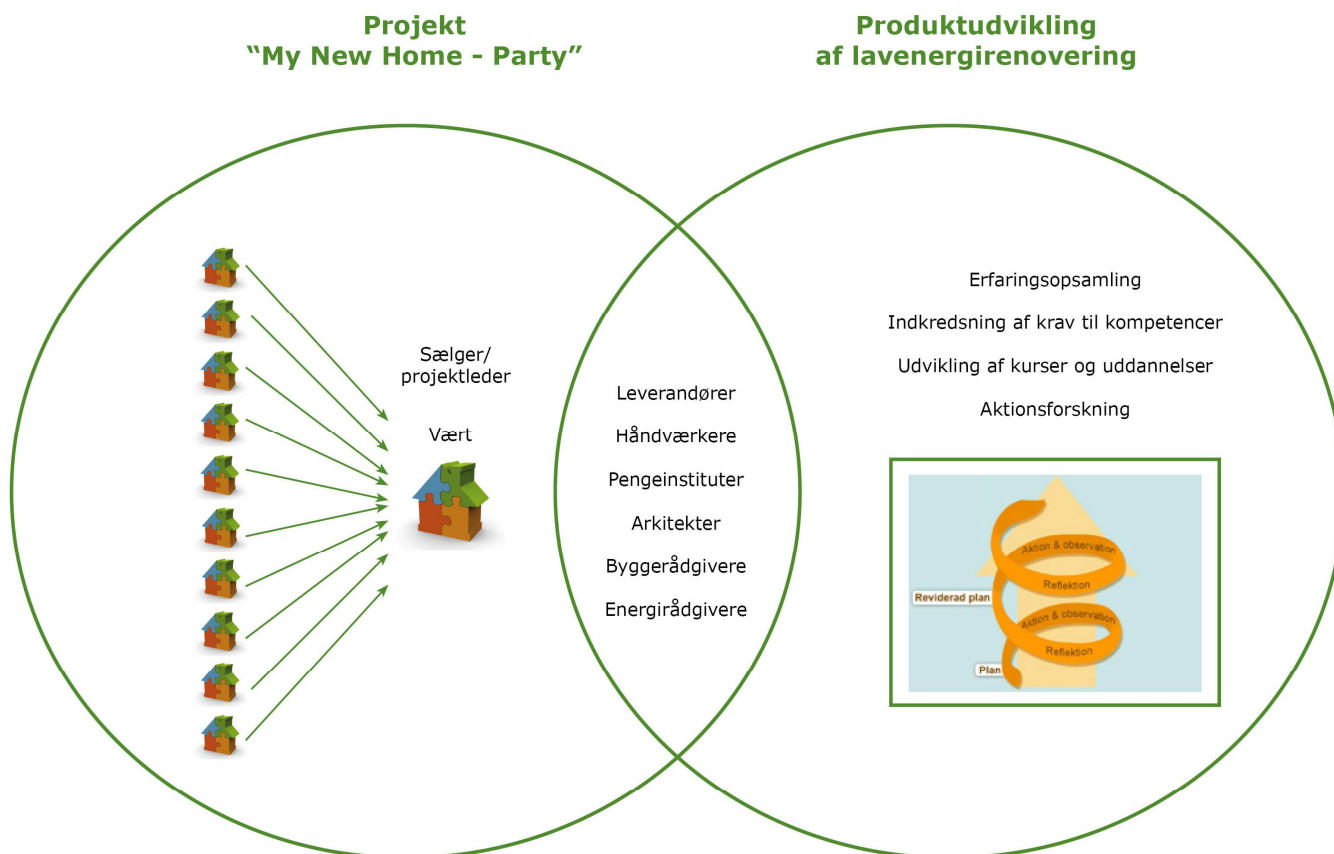 Projekt
“My New Home - Party”
Produktudvikling
af lavenergirenovering
Sælger/
projektleder
Vært
Leverandører
Håndværkere
Pengeinstituter
Arkitekter
Byggerådgivere
Energirådgivere
Erfaringsopsamling
Indkredsning af krav til kompetencer
Udvikling af kurser og uddannelser
Aktionsforskning
Aktion & observation
Reflektion
Reviderad plan
Aktion & observation
Reflektion
Plan